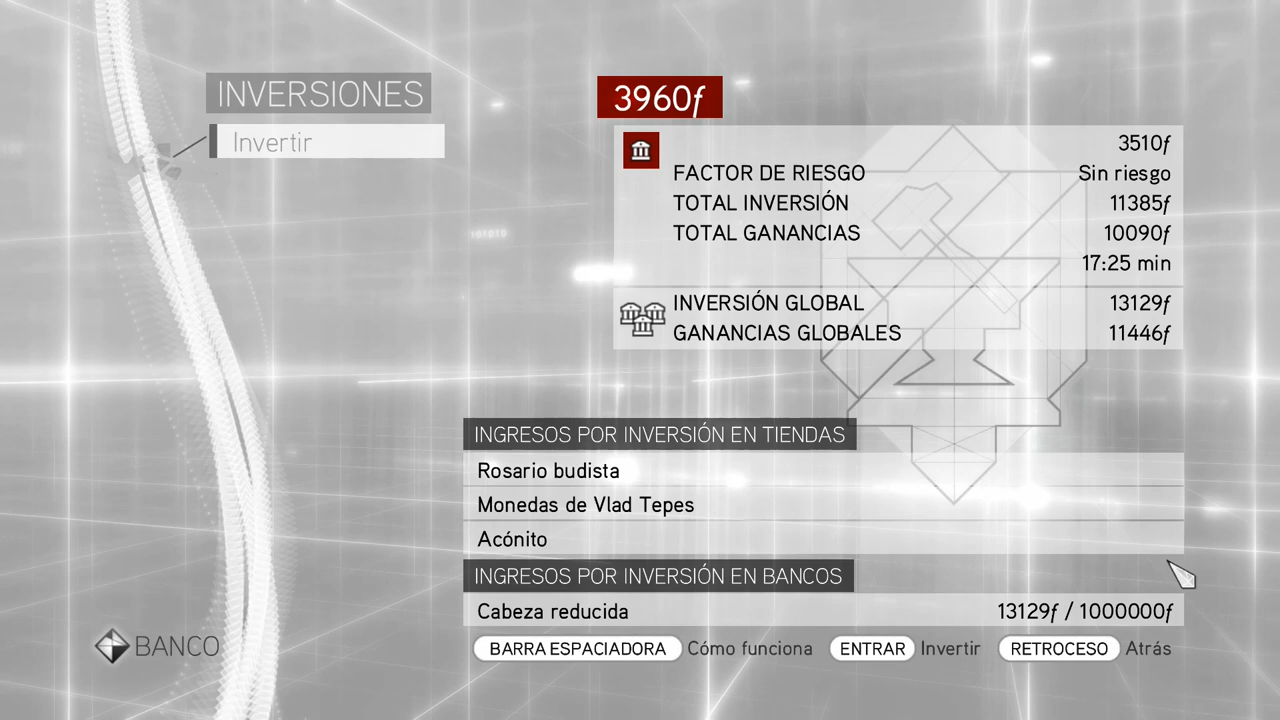 INVERSIONES
Invertir
3960ƒ
3510ƒ
FACTOR DE RIESGO Sin riesgo
TOTAL INVERSIÓN 11385ƒ
TOTAL GANANCIAS 10090ƒ
17:25 min
INVERSIÓN GLOBAL 13129ƒ
GANANCIAS GLOBALES 11446ƒ
INGRESOS POR INVERSIÓN EN TIENDAS
Rosario budista
Monedas de Vlad Tepes
Acónito
INGRESOS POR INVERSIÓN EN BANCOS
Cabeza reducida 13129ƒ / 1000000ƒ
BANCO
BARRA ESPACIADORA Cómo funciona ENTRAR Invertir RETROCESO Atrás